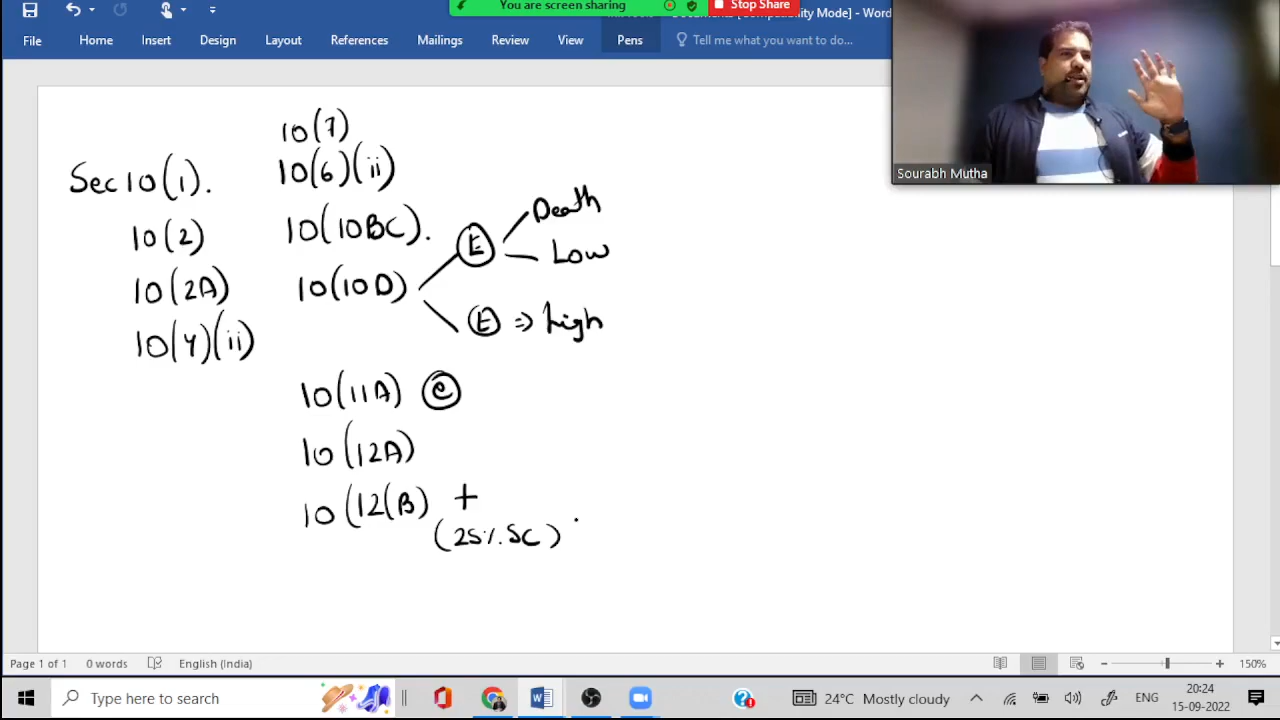 You are screen sharing
Stop Share
Documents [Compatibility Mode] - Word
File Home Insert Design Layout References Mailings Review View Pens Tell me what you want to do...
Sourabh Mutha
Sec 10(1).
10(2)
10(2A)
10(4)(ii)
10(7)
10(6)(ii)
10(10BC).
10(10D)
E
Death
Low
E ⇒ high
10(11A) e
10(12A)
10(12(B) +
(25%.SC)
Page 1 of 1 0 words English (India) 150%
Type here to search
24°C Mostly cloudy
ENG
20:24
15-09-2022